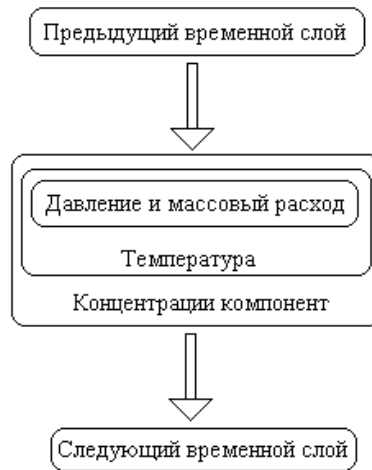 Предыдущий временной слой
Давление и массовый расход
Температура
Концентрации компонент
Следующий временной слой